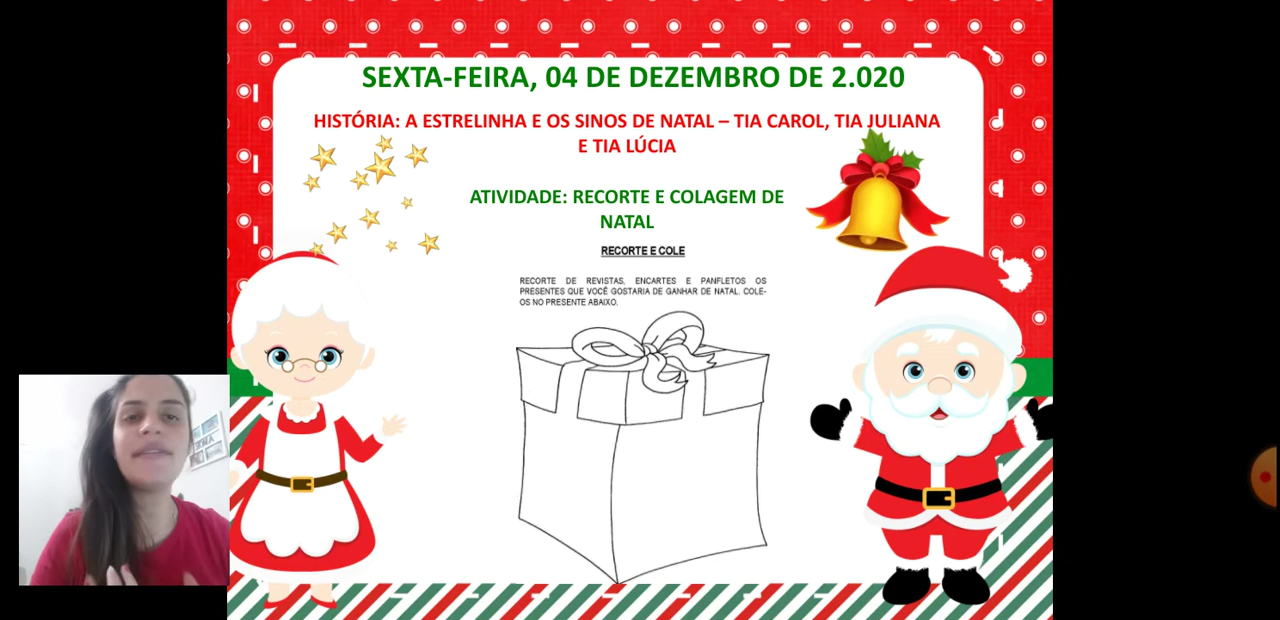 SEXTA-FEIRA, 04 DE DEZEMBRO DE 2.020
HISTÓRIA: A ESTRELINHA E OS SINOS DE NATAL – TIA CAROL, TIA JULIANA
E TIA LÚCIA
ATIVIDADE: RECORTE E COLAGEM DE
NATAL
RECORTE E COLE
RECORTE DE REVISTAS, ENCARTES E PANFLETOS OS
PRESENTES QUE VOCÊ GOSTARIA DE GANHAR DE NATAL. COLE-
OS NO PRESENTE ABAIXO.